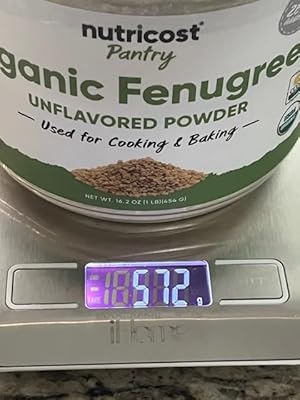 nutricost®
Pantry
ganic Fenugree
UNFLAVORED POWDER
Used for Cooking & Baking
NET WT. 16.2 OZ (1 LB)(454 G)
572 g
iHome